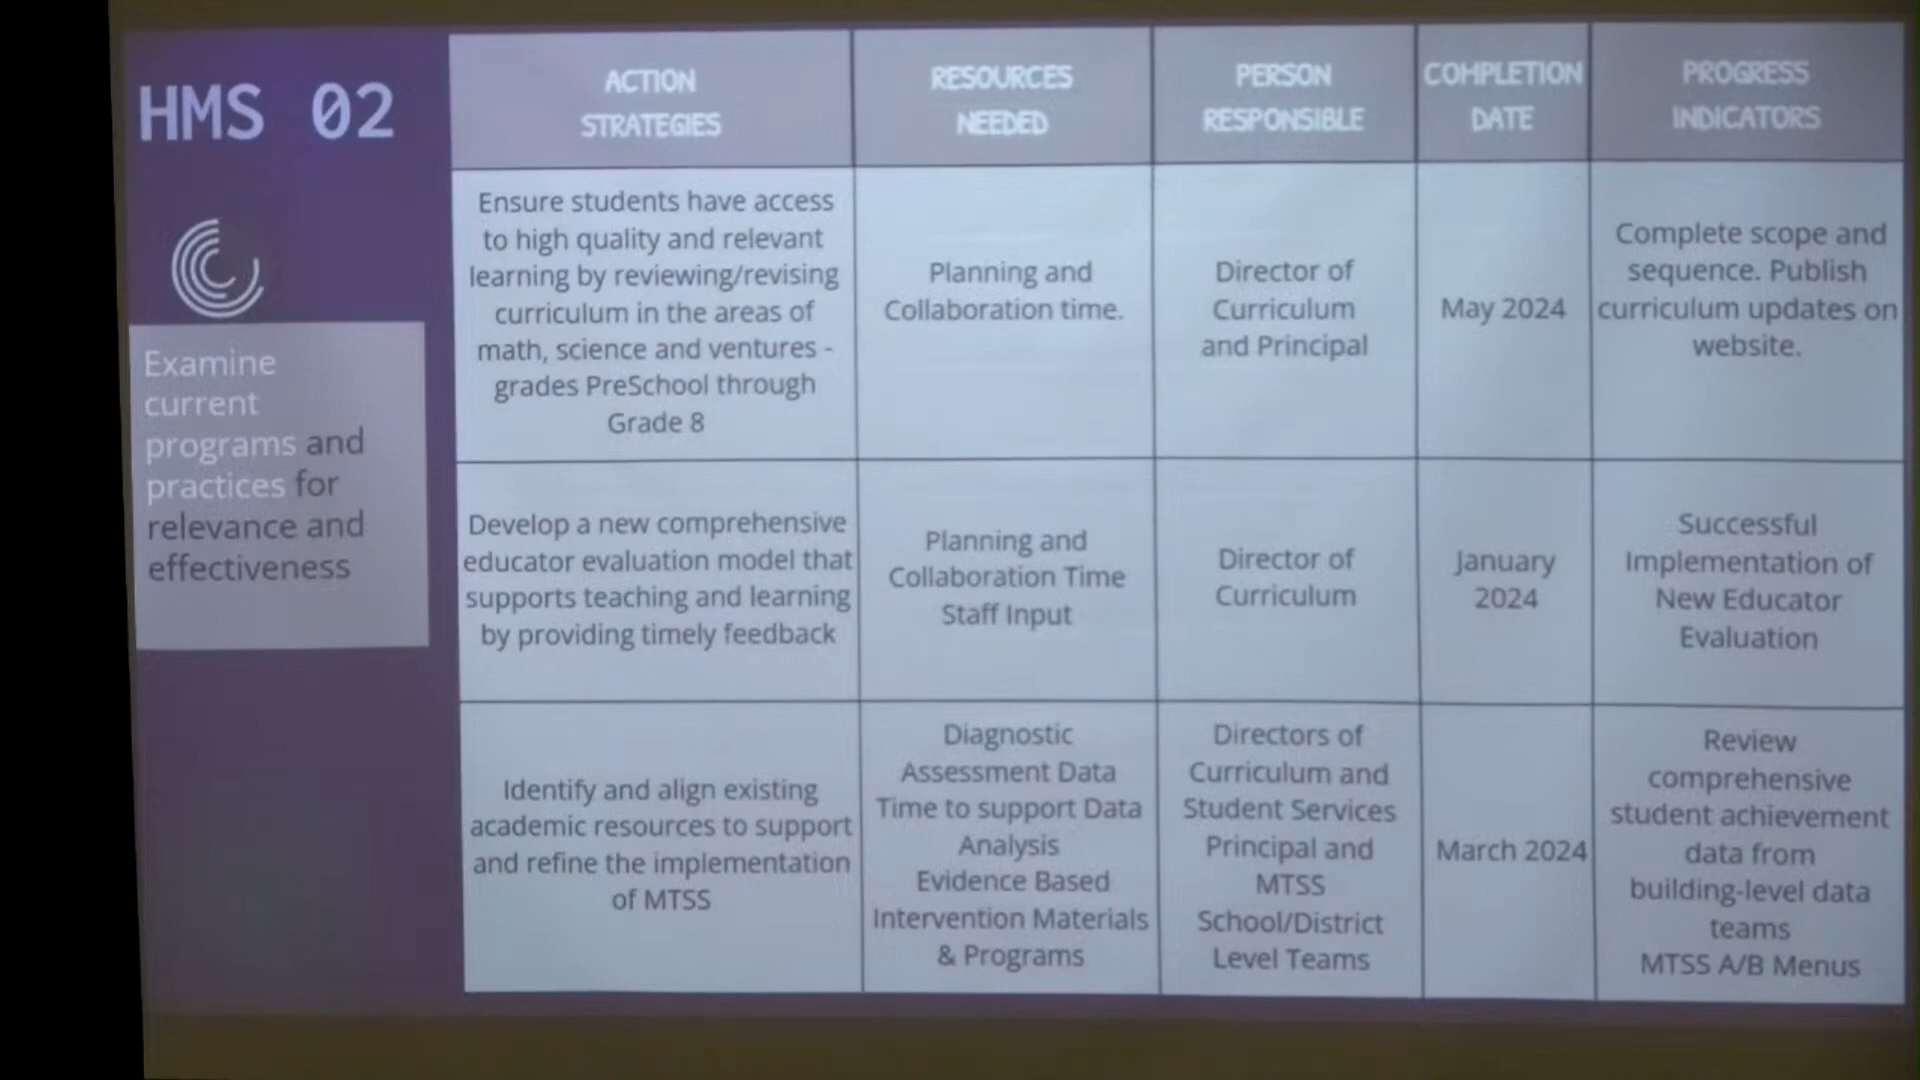 HMS 02
Examine
current
programs and
practices for
relevance and
effectiveness
ACTION
STRATEGIES
RESOURCES
NEEDED
PERSON
RESPONSIBLE
COMPLETION
DATE
PROGRESS
INDICATORS
Ensure students have access
to high quality and relevant
learning by reviewing/revising
curriculum in the areas of
math, science and ventures -
grades PreSchool through
Grade 8
Planning and
Collaboration time.
Director of
Curriculum
and Principal
May 2024
Complete scope and
sequence. Publish
curriculum updates on
website.
Develop a new comprehensive
educator evaluation model that
supports teaching and learning
by providing timely feedback
Planning and
Collaboration Time
Staff Input
Director of
Curriculum
January
2024
Successful
Implementation of
New Educator
Evaluation
Identify and align existing
academic resources to support
and refine the implementation
of MTSS
Diagnostic
Assessment Data
Time to support Data
Analysis
Evidence Based
Intervention Materials
& Programs
Directors of
Curriculum and
Student Services
Principal and
MTSS
School/District
Level Teams
March 2024
Review
comprehensive
student achievement
data from
building-level data
teams
MTSS A/B Menus